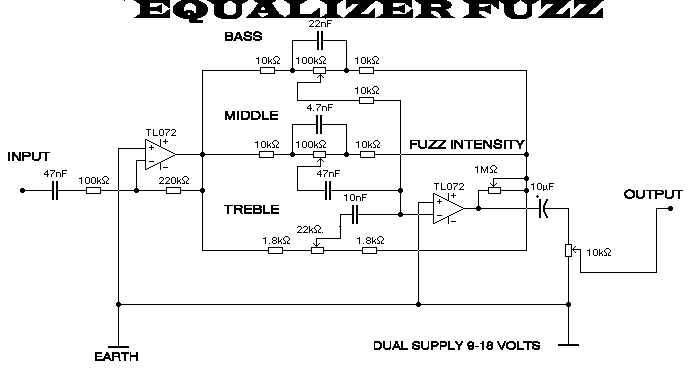 EQUALIZER FUZZ
BASS
22nF
10kΩ 100kΩ 10kΩ
10kΩ
MIDDLE
4.7nF
TL072
10kΩ 100kΩ 10kΩ
FUZZ INTENSITY
INPUT
47nF
100kΩ
220kΩ
47nF
1MΩ
TL072
10µF
OUTPUT
TREBLE
10nF
22kΩ.
1.8kΩ 1.8kΩ
10kΩ
EARTH
DUAL SUPPLY 9-18 VOLTS